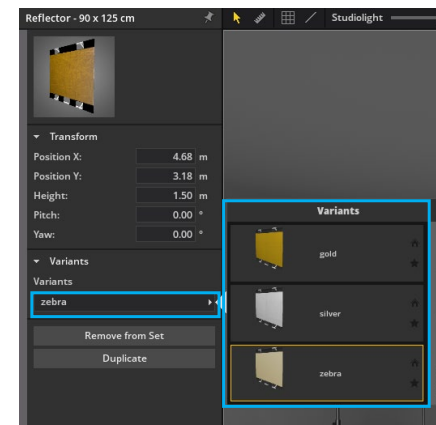 Reflector - 90 x 125 cm
Studiolight
Transform
Position X: 4.68 m
Position Y: 3.18 m
Height: 1.50 m
Pitch: 0.00 °
Yaw: 0.00 °
Variants
Variants
zebra
Remove from Set
Duplicate
Variants
gold
silver
zebra